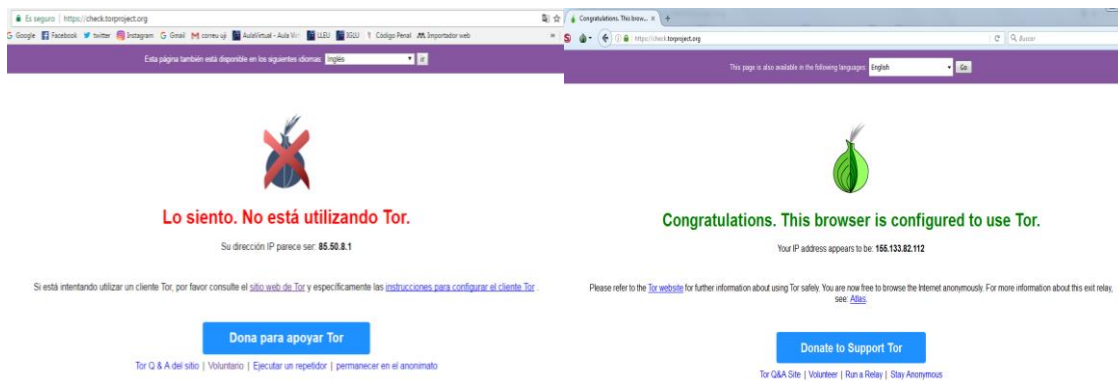 Es seguro | https://check.torproject.org
Google Facebook twitter Instagram Gmail M correu uji AulaVirtual - Aula Vir LLEU XGUJ Código Penal Importador web
Esta página también está disponible en los siguientes idiomas: Inglés ir
Lo siento. No está utilizando Tor.
Su dirección IP parece ser: 85.50.8.1
Si está intentando utilizar un cliente Tor, por favor consulte el sitio web de Tor y específicamente las instrucciones para configurar el cliente Tor .
Dona para apoyar Tor
Tor Q & A del sitio | Voluntario | Ejecutar un repetidor | permanecer en el anonimato
Congratulations. This brow... × +
https://check.torproject.org Buscar
This page is also available in the following languages: English Go
Congratulations. This browser is configured to use Tor.
Your IP address appears to be: 165.133.82.112
Please refer to the Tor website for further information about using Tor safely. You are now free to browse the Internet anonymously. For more information about this exit relay,
see: Atlas.
Donate to Support Tor
Tor Q&A Site | Volunteer | Run a Relay | Stay Anonymous